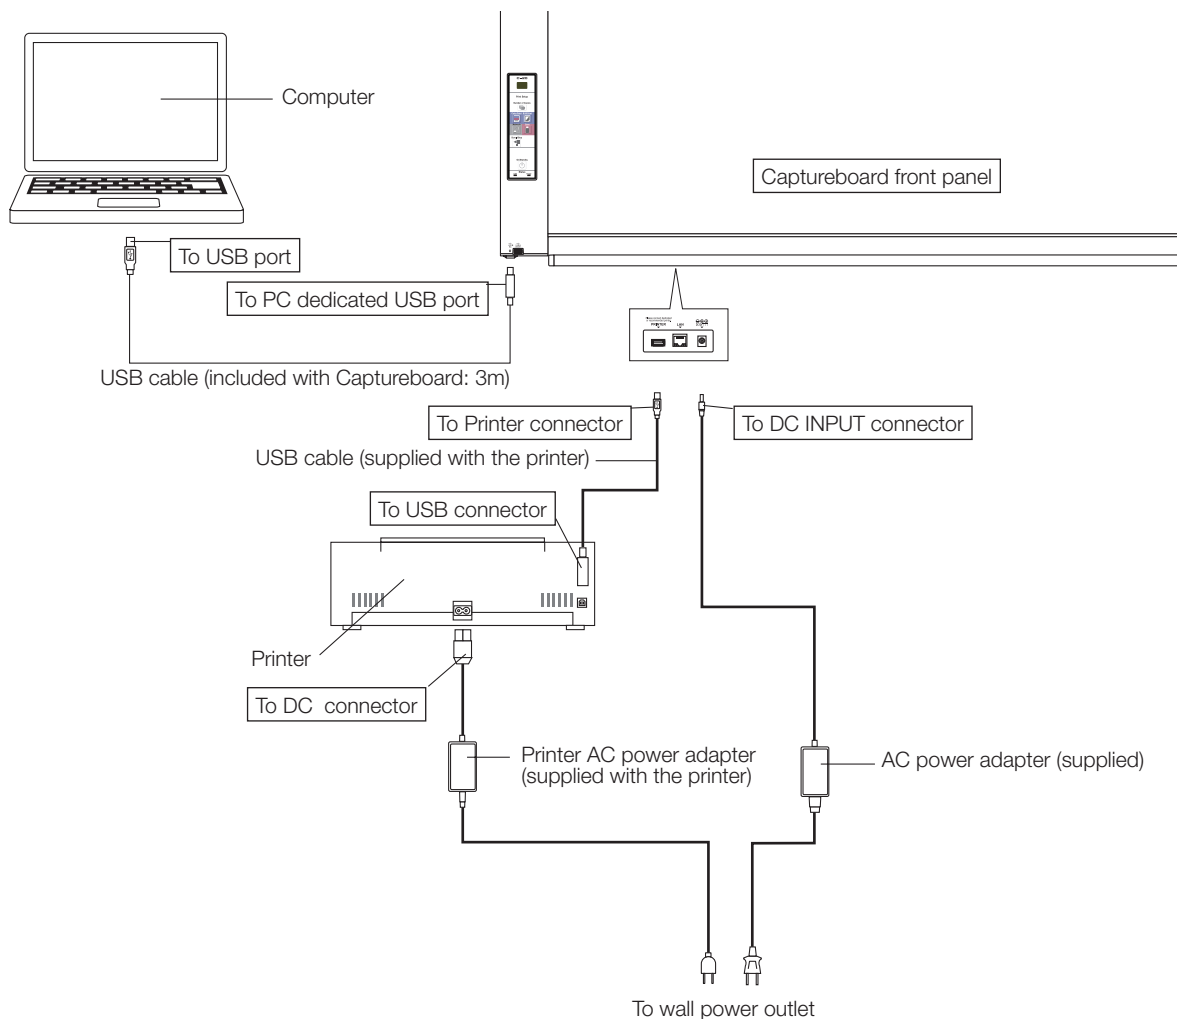 Computer
Captureboard front panel
To USB port
To PC dedicated USB port
PRINTER
LAN
USB cable (included with Captureboard: 3m)
To Printer connector
To DC INPUT connector
USB cable (supplied with the printer)
To USB connector
Printer
To DC connector
Printer AC power adapter
(supplied with the printer)
AC power adapter (supplied)
To wall power outlet